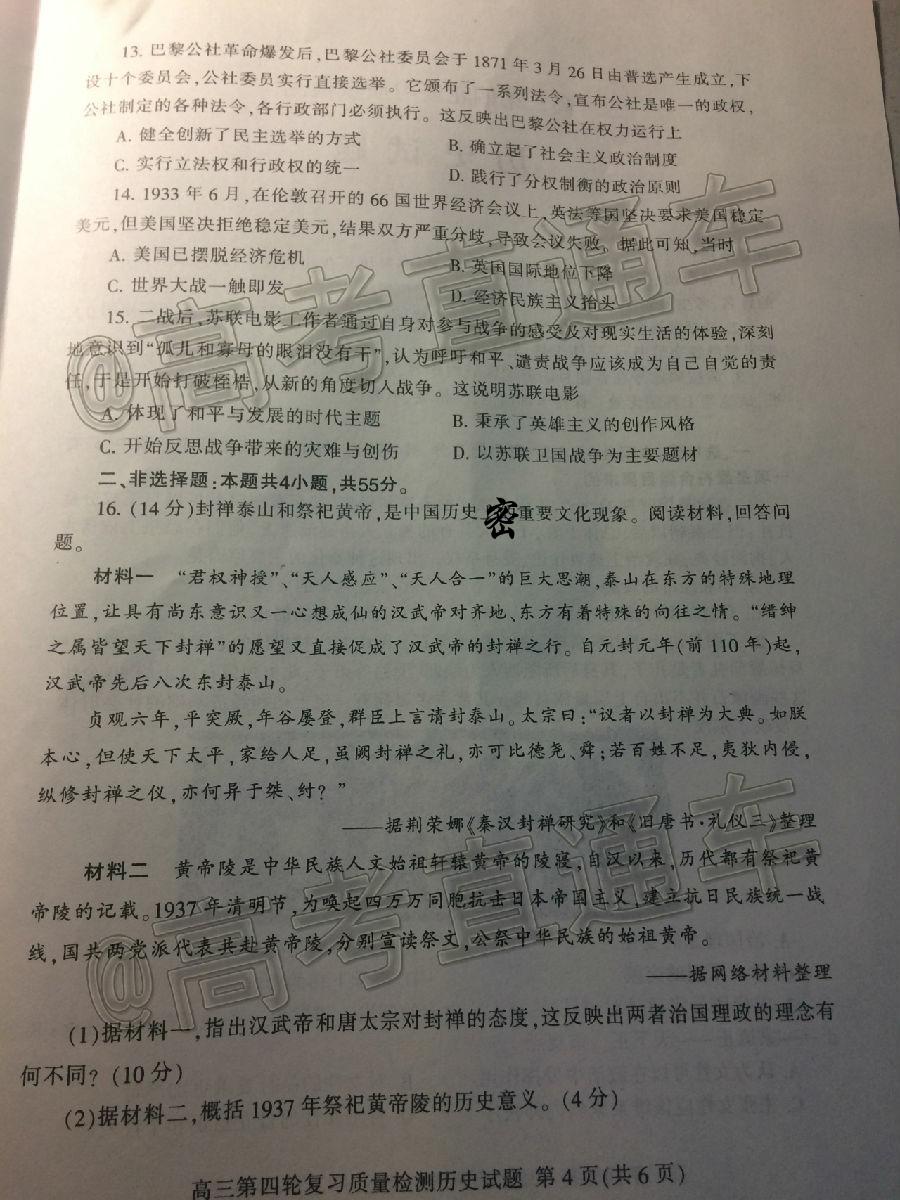 13. 巴黎公社革命爆发后,巴黎公社委员会于1871年3月26日由普选产生成立,下
设十个委员会,公社委员实行直接选举。它颁布了一系列法令,宣布公社是唯一的政权,
公社制定的各种法令,各行政部门必须执行。这反映出巴黎公社在权力运行上
A. 健全创新了民主选举的方式
B. 确立起了社会主义政治制度
C. 实行立法权和行政权的统一
D. 践行了分权制衡的政治原则
14. 1933年6月,在伦敦召开的66国世界经济会议上,英法等国坚决要求美国稳定
美元,但美国坚决拒绝稳定美元,结果双方严重分歧,导致会议失败。据此可知,当时
A. 美国已摆脱经济危机
B. 英国国际地位下降
C. 世界大战一触即发
D. 经济民族主义抬头
15. 二战后,苏联电影工作者通过自身对参与战争的感受及对现实生活的体验,深刻
地意识到“孤儿和寡母的眼泪没有干”,认为呼吁和平、谴责战争应该成为自己自觉的责
任,于是开始打破桎梏,从新的角度切入战争。这说明苏联电影
A. 体现了和平与发展的时代主题
B. 秉承了英雄主义的创作风格
C. 开始反思战争带来的灾难与创伤
D. 以苏联卫国战争为主要题材
二、非选择题:本题共4小题,共55分。
16. (14分)封禅泰山和祭祀黄帝,是中国历史 密 重要文化现象。阅读材料,回答问
题。
材料一 “君权神授”、“天人感应”、“天人合一”的巨大思潮,泰山在东方的特殊地理
位置,让具有尚东意识又一心想成仙的汉武帝对齐地、东方有着特殊的向往之情。“缙绅
之属皆望天下封禅”的愿望又直接促成了汉武帝的封禅之行。自元封元年(前110年)起,
汉武帝先后八次东封泰山。
贞观六年,平突厥,年谷屡登,群臣上言请封泰山。太宗曰:“议者以封禅为大典。如朕
本心,但使天下太平,家给人足,虽阙封禅之礼,亦可比德尧、舜;若百姓不足,夷狄内侵,
纵修封禅之仪,亦何异于桀、纣?”
——据荆荣娜《秦汉封禅研究》和《旧唐书·礼仪三》整理
材料二 黄帝陵是中华民族人文始祖轩辕黄帝的陵寝,自汉以来,历代都有祭祀黄
帝陵的记载。1937年清明节,为唤起四万万同胞抗击日本帝国主义,建立抗日民族统一战
线,国共两党派代表共赴黄帝陵,分别宣读祭文,公祭中华民族的始祖黄帝。
——据网络材料整理
(1)据材料一,指出汉武帝和唐太宗对封禅的态度,这反映出两者治国理政的理念有
何不同?(10分)
(2)据材料二,概括1937年祭祀黄帝陵的历史意义。(4分)
高三第四轮复习质量检测历史试题 第4页(共6页)
@高考直通车
@高考直通车